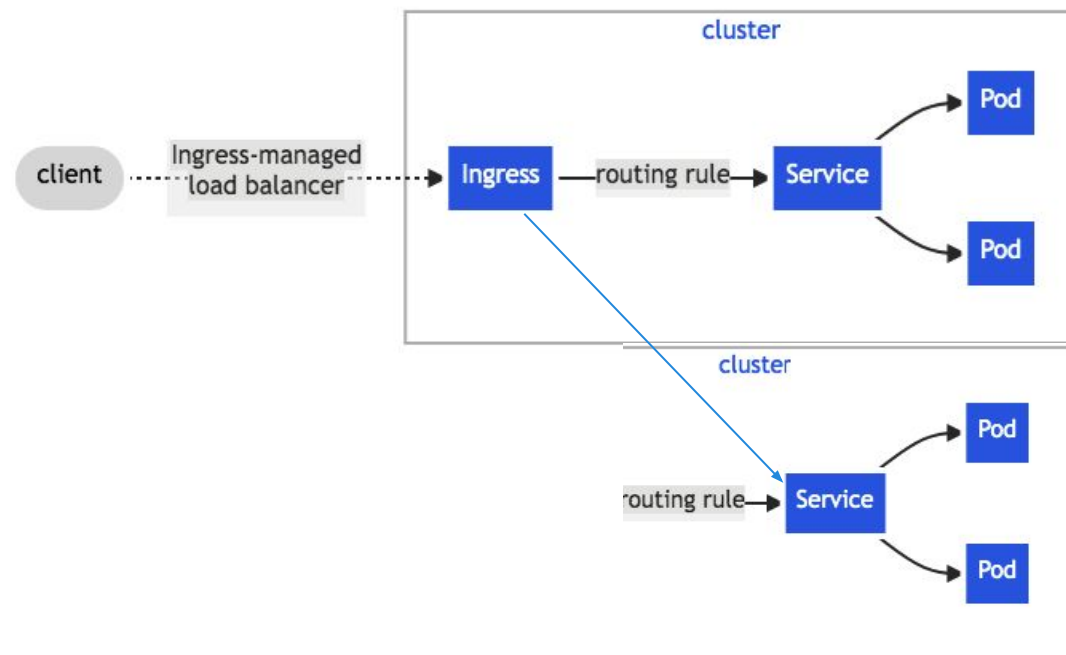 cluster
Pod
client
Ingress-managed
load balancer
Ingress
routing rule
Service
Pod
cluster
Pod
routing rule
Service
Pod